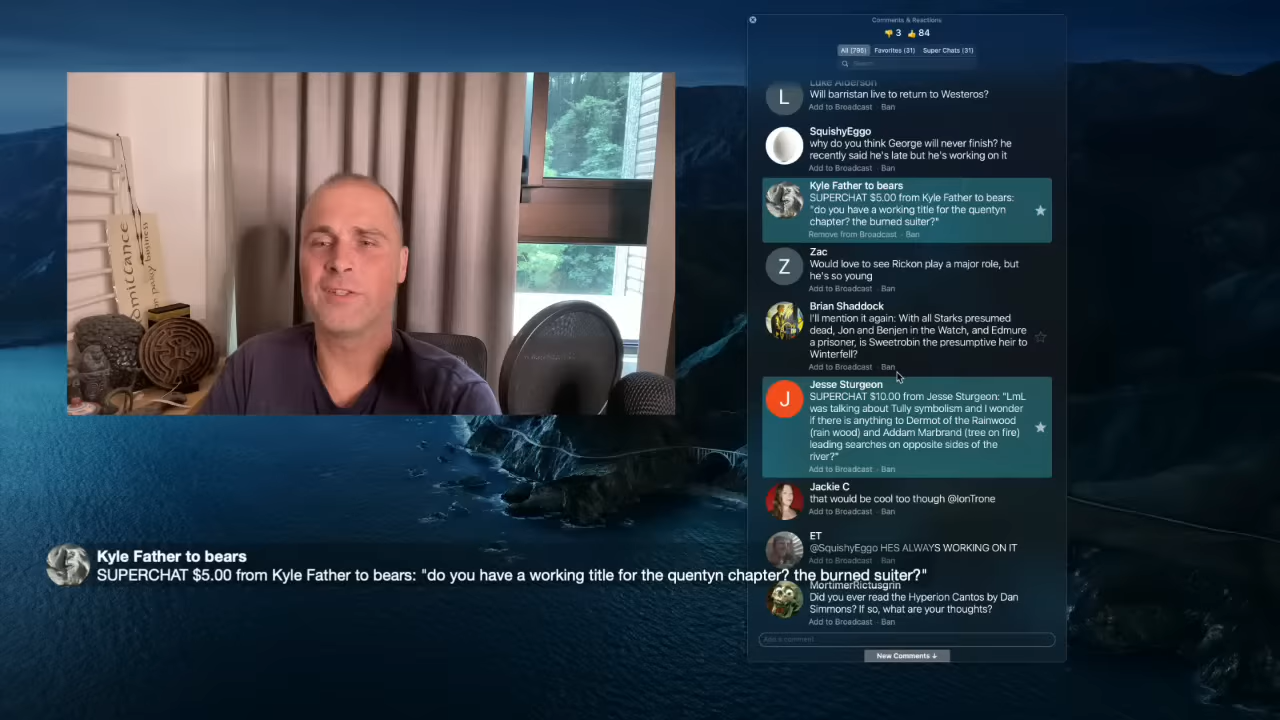 Comments & Reactions
👎 3 👍 84
All (795) Favorites (31) Super Chats (31)
Search
Luke Alderson
L
Will barristan live to return to Westeros?
Add to Broadcast · Ban
SquishyEggo
why do you think George will never finish? he
recently said he's late but he's working on it
Add to Broadcast · Ban
Kyle Father to bears
SUPERCHAT $5.00 from Kyle Father to bears:
"do you have a working title for the quentyn
chapter? the burned suiter?"
Remove from Broadcast · Ban
Zac
Z
Would love to see Rickon play a major role, but
he's so young
Add to Broadcast · Ban
Brian Shaddock
I'll mention it again: With all Starks presumed
dead, Jon and Benjen in the Watch, and Edmure
a prisoner, is Sweetrobin the presumptive heir to
Winterfell?
Add to Broadcast · Ban
Jesse Sturgeon
J
SUPERCHAT $10.00 from Jesse Sturgeon: "LmL
was talking about Tully symbolism and I wonder
if there is anything to Dermot of the Rainwood
(rain wood) and Addam Marbrand (tree on fire)
leading searches on opposite sides of the
river?"
Add to Broadcast · Ban
Jackie C
that would be cool too though @IonTrone
Add to Broadcast · Ban
ET
@SquishyEggo HES ALWAYS WORKING ON IT
Add to Broadcast · Ban
MortimerRictusgrin
Did you ever read the Hyperion Cantos by Dan
Simmons? If so, what are your thoughts?
Add to Broadcast · Ban
Add a comment
New Comments ↓
Kyle Father to bears
SUPERCHAT $5.00 from Kyle Father to bears: "do you have a working title for the quentyn chapter? the burned suiter?"